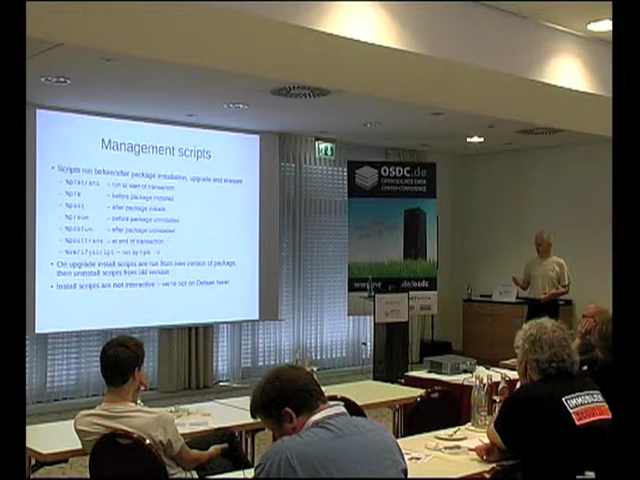 Management scripts
• Scripts run before/after package installation, upgrade and erasure
– %pretrans – run at start of transaction
– %pre – before package installed
– %post – after package installed
– %preun – before package uninstalled
– %postun – after package uninstalled
– %posttrans – at end of transaction
– %verifyscript – run by rpm -V
• On upgrade install scripts are run from new version of package,
then uninstall scripts from old version
• Install scripts are not interactive – we're not on Debian here!
OSDC.de
OPEN SOURCE DATA
CENTER CONFERENCE
.de/osdc
IMMOBILIEN